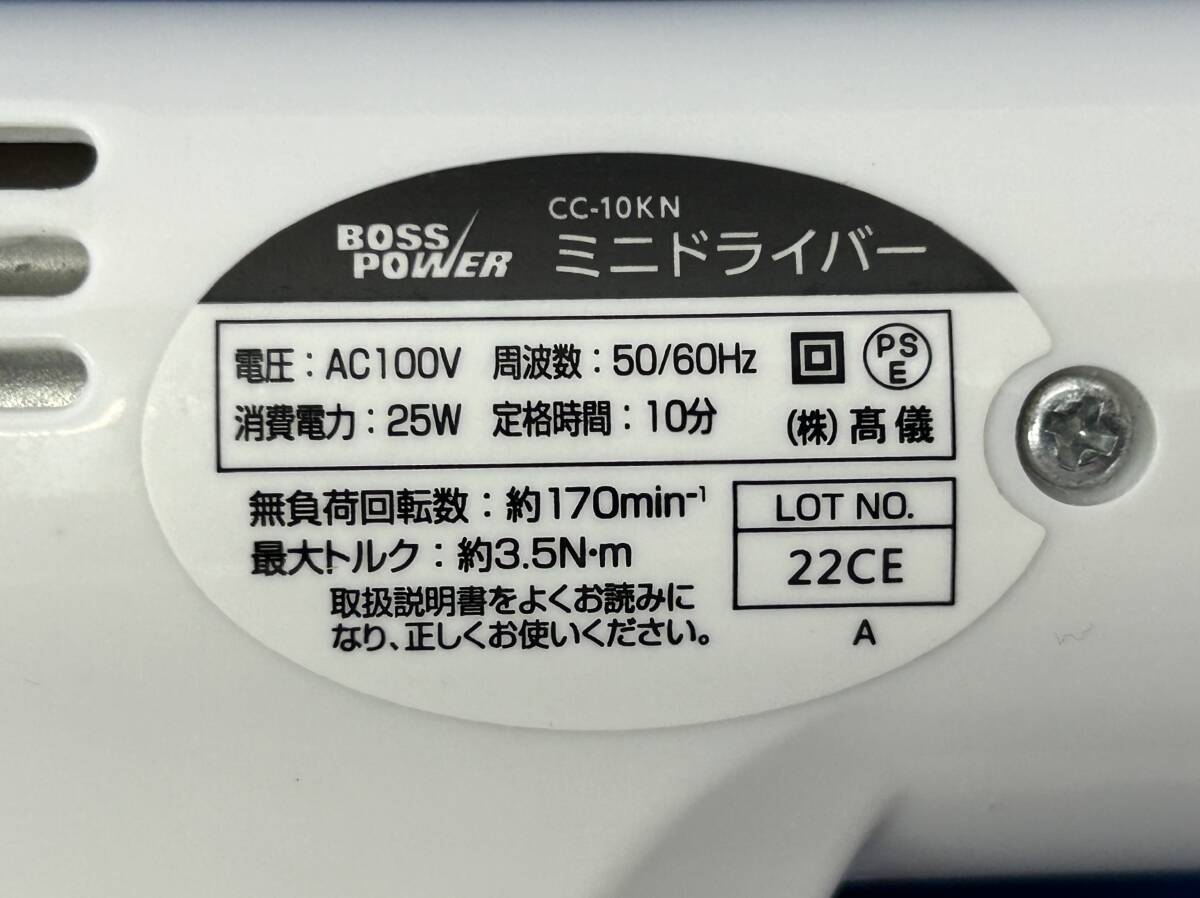 CC-10KN
BOSS POWER ミニドライバー
電圧：AC100V 周波数：50/60Hz PSE
消費電力：25W 定格時間：10分 (株)髙儀
無負荷回転数：約170min⁻¹
最大トルク：約3.5N·m
取扱説明書をよくお読みに
なり、正しくお使いください。
LOT NO.
22CE
A